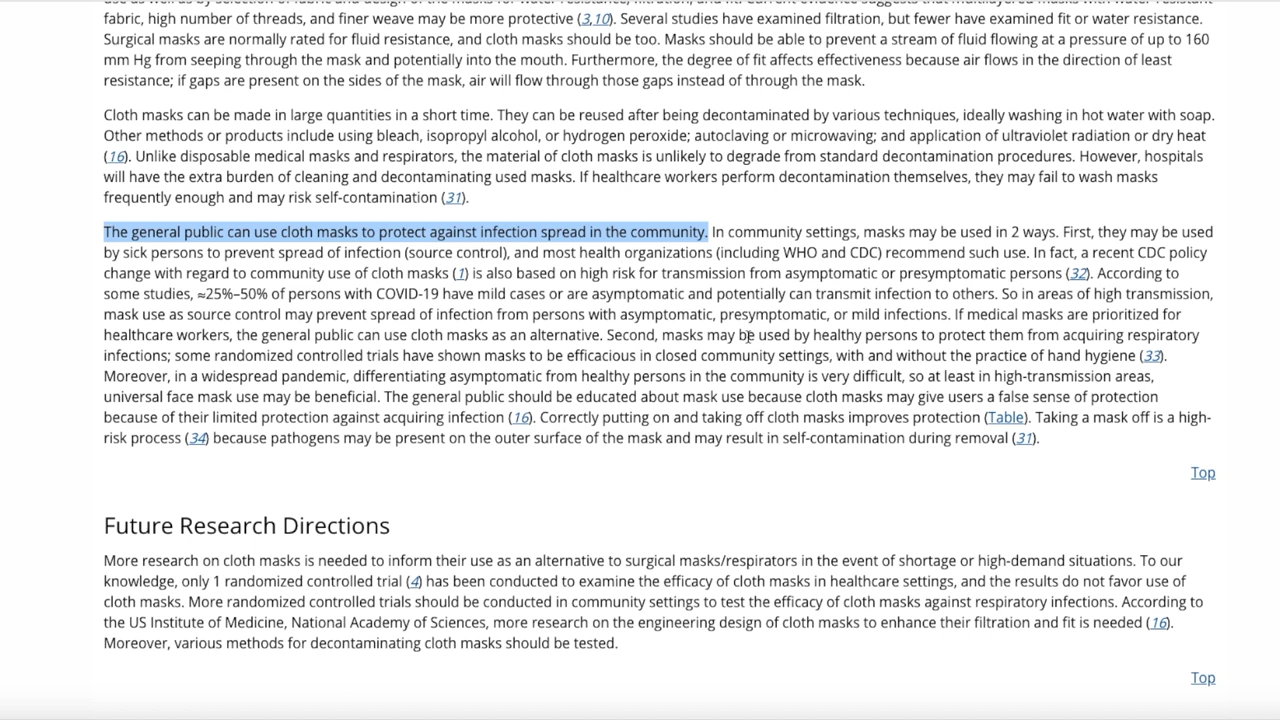 fabric, high number of threads, and finer weave may be more protective (3,10). Several studies have examined filtration, but fewer have examined fit or water resistance.
Surgical masks are normally rated for fluid resistance, and cloth masks should be too. Masks should be able to prevent a stream of fluid flowing at a pressure of up to 160
mm Hg from seeping through the mask and potentially into the mouth. Furthermore, the degree of fit affects effectiveness because air flows in the direction of least
resistance; if gaps are present on the sides of the mask, air will flow through those gaps instead of through the mask.
Cloth masks can be made in large quantities in a short time. They can be reused after being decontaminated by various techniques, ideally washing in hot water with soap.
Other methods or products include using bleach, isopropyl alcohol, or hydrogen peroxide; autoclaving or microwaving; and application of ultraviolet radiation or dry heat
(16). Unlike disposable medical masks and respirators, the material of cloth masks is unlikely to degrade from standard decontamination procedures. However, hospitals
will have the extra burden of cleaning and decontaminating used masks. If healthcare workers perform decontamination themselves, they may fail to wash masks
frequently enough and may risk self-contamination (31).
The general public can use cloth masks to protect against infection spread in the community. In community settings, masks may be used in 2 ways. First, they may be used
by sick persons to prevent spread of infection (source control), and most health organizations (including WHO and CDC) recommend such use. In fact, a recent CDC policy
change with regard to community use of cloth masks (1) is also based on high risk for transmission from asymptomatic or presymptomatic persons (32). According to
some studies, ≈25%–50% of persons with COVID-19 have mild cases or are asymptomatic and potentially can transmit infection to others. So in areas of high transmission,
mask use as source control may prevent spread of infection from persons with asymptomatic, presymptomatic, or mild infections. If medical masks are prioritized for
healthcare workers, the general public can use cloth masks as an alternative. Second, masks may be used by healthy persons to protect them from acquiring respiratory
infections; some randomized controlled trials have shown masks to be efficacious in closed community settings, with and without the practice of hand hygiene (33).
Moreover, in a widespread pandemic, differentiating asymptomatic from healthy persons in the community is very difficult, so at least in high-transmission areas,
universal face mask use may be beneficial. The general public should be educated about mask use because cloth masks may give users a false sense of protection
because of their limited protection against acquiring infection (16). Correctly putting on and taking off cloth masks improves protection (Table). Taking a mask off is a high-
risk process (34) because pathogens may be present on the outer surface of the mask and may result in self-contamination during removal (31).
Top
Future Research Directions
More research on cloth masks is needed to inform their use as an alternative to surgical masks/respirators in the event of shortage or high-demand situations. To our
knowledge, only 1 randomized controlled trial (4) has been conducted to examine the efficacy of cloth masks in healthcare settings, and the results do not favor use of
cloth masks. More randomized controlled trials should be conducted in community settings to test the efficacy of cloth masks against respiratory infections. According to
the US Institute of Medicine, National Academy of Sciences, more research on the engineering design of cloth masks to enhance their filtration and fit is needed (16).
Moreover, various methods for decontaminating cloth masks should be tested.
Top